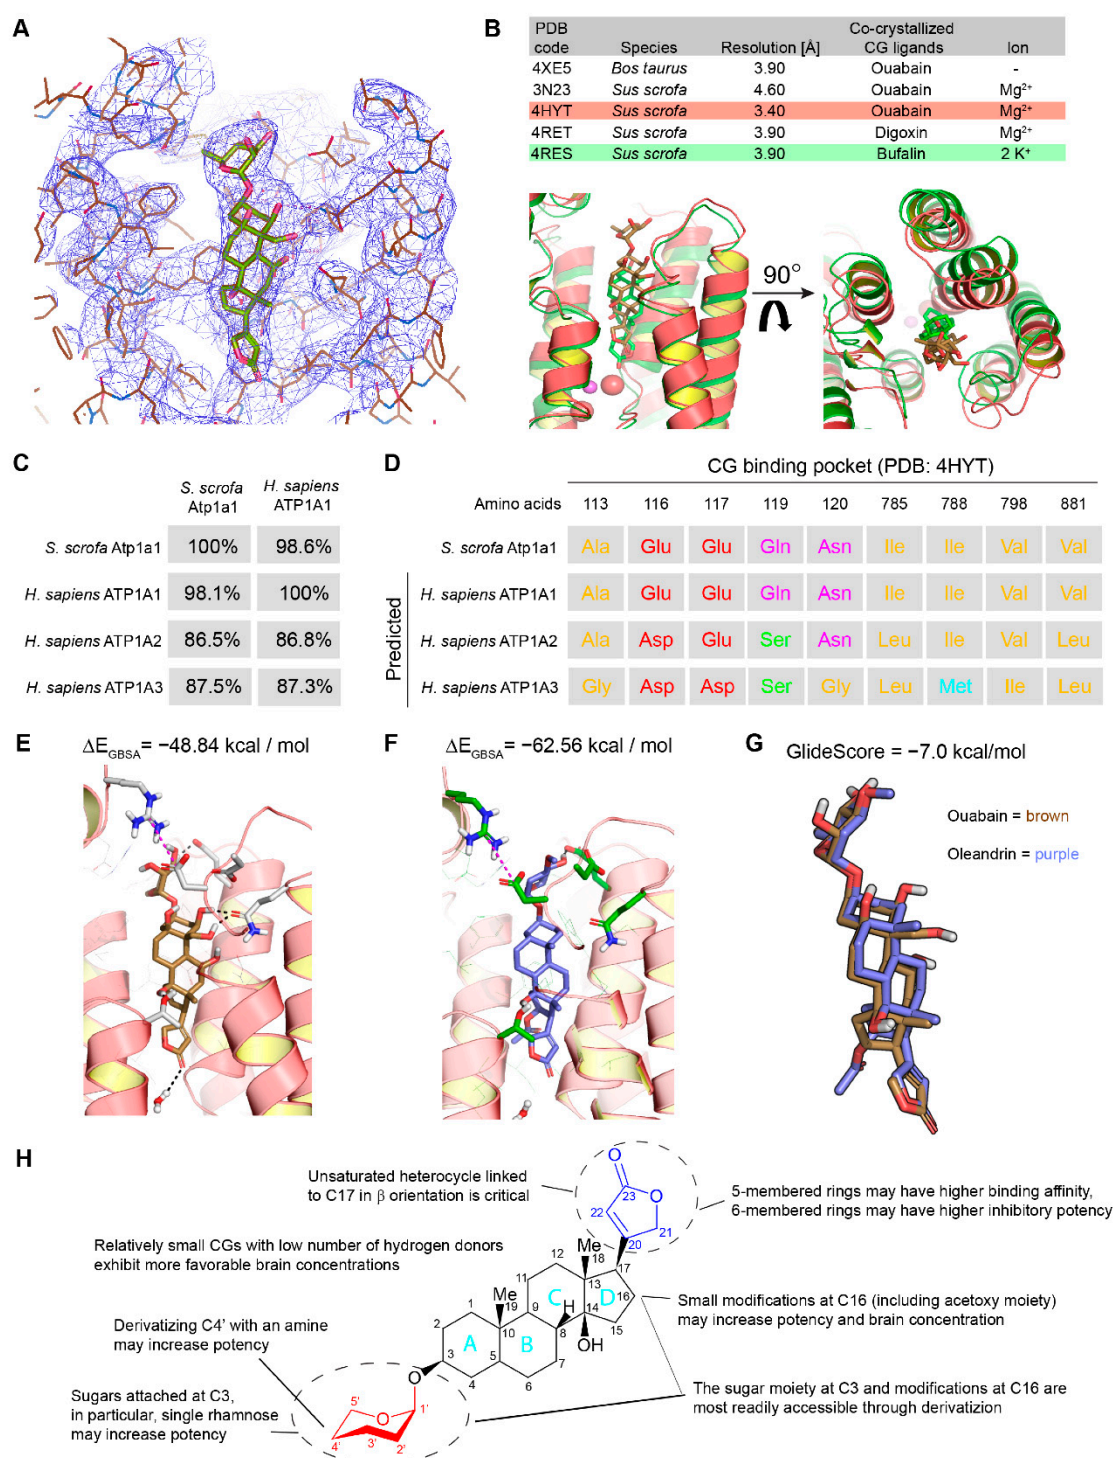 A
B
PDB code Species Resolution [Å] Co-crystallized CG ligands Ion
4XE5 Bos taurus 3.90 Ouabain -
3N23 Sus scrofa 4.60 Ouabain Mg²⁺
4HYT Sus scrofa 3.40 Ouabain Mg²⁺
4RET Sus scrofa 3.90 Digoxin Mg²⁺
4RES Sus scrofa 3.90 Bufalin 2 K⁺
90°
C
S. scrofa Atp1a1 H. sapiens ATP1A1
S. scrofa Atp1a1 100% 98.6%
H. sapiens ATP1A1 98.1% 100%
H. sapiens ATP1A2 86.5% 86.8%
H. sapiens ATP1A3 87.5% 87.3%
D
CG binding pocket (PDB: 4HYT)
Amino acids 113 116 117 119 120 785 788 798 881
S. scrofa Atp1a1 Ala Glu Glu Gln Asn Ile Ile Val Val
Predicted
H. sapiens ATP1A1 Ala Glu Glu Gln Asn Ile Ile Val Val
H. sapiens ATP1A2 Ala Asp Glu Ser Asn Leu Ile Val Leu
H. sapiens ATP1A3 Gly Asp Asp Ser Gly Leu Met Ile Leu
E
ΔE_GBSA = −48.84 kcal / mol
F
ΔE_GBSA = −62.56 kcal / mol
G
GlideScore = −7.0 kcal/mol
Ouabain = brown
Oleandrin = purple
H
Unsaturated heterocycle linked
to C17 in β orientation is critical
5-membered rings may have higher binding affinity,
6-membered rings may have higher inhibitory potency
Relatively small CGs with low number of hydrogen donors
exhibit more favorable brain concentrations
Small modifications at C16 (including acetoxy moiety)
may increase potency and brain concentration
Derivatizing C4' with an amine
may increase potency
Sugars attached at C3,
in particular, single rhamnose
may increase potency
The sugar moiety at C3 and modifications at C16 are
most readily accessible through derivatizion
O
23
O
22
21
20
Me
18
12
17
11
13
16
Me
C
D
19
H
1
9
14
2
8
15
10
OH
A
B
3
5
7
4
6
O
5'
O
1'
4'
3'
2'